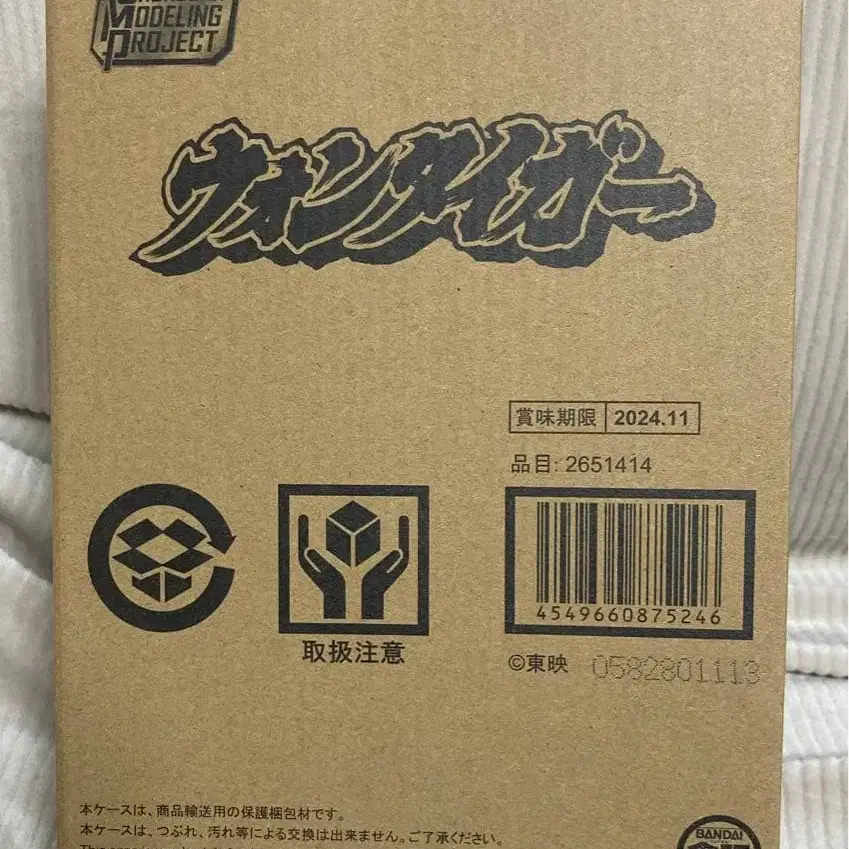 MODELING
PROJECT
ウォンタイガー
賞味期限 2024.11
品目: 2651414
4549660875246
取扱注意
©東映 0582801113
本ケースは、商品輸送用の保護梱包材です。
本ケースは、つぶれ、汚れ等による交換は出来ません。ご了承ください。
BANDAI